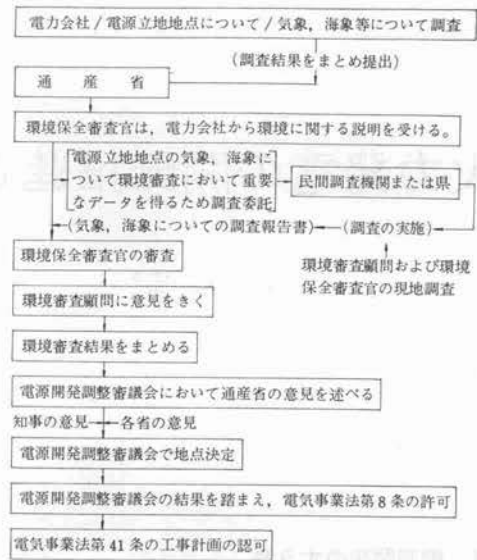 電力会社/電源立地地点について/気象，海象等について調査
(調査結果をまとめ提出)
通産省
環境保全審査官は，電力会社から環境に関する説明を受ける。
電源立地地点の気象，海象に
ついて環境審査において重要
なデータを得るため調査委託
民間調査機関または県
(気象，海象についての調査報告書)
(調査の実施)
環境保全審査官の審査
環境審査顧問および環境
保全審査官の現地調査
環境審査顧問に意見をきく
環境審査結果をまとめる
電源開発調整審議会において通産省の意見を述べる
知事の意見
各省の意見
電源開発調整審議会で地点決定
電源開発調整審議会の結果を踏まえ，電気事業法第8条の許可
電気事業法第41条の工事計画の認可